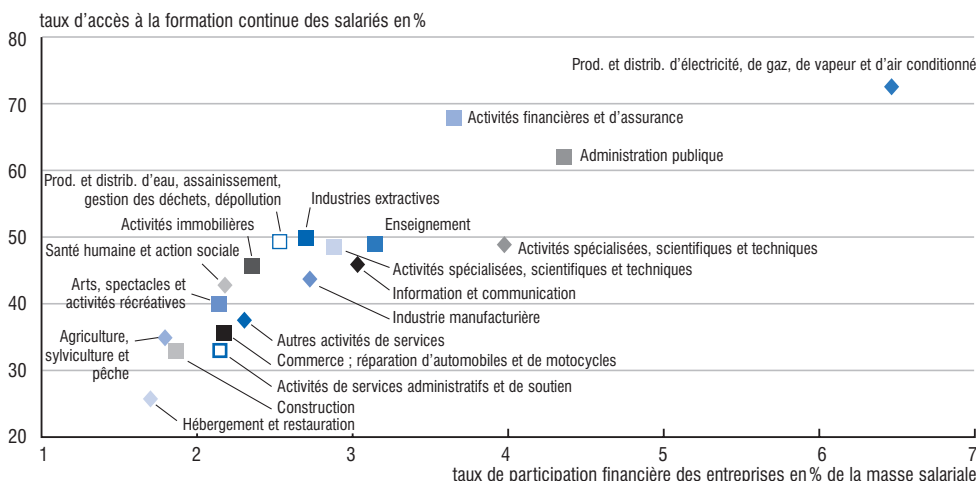 taux d'accès à la formation continue des salariés en %
80
Prod. et distrib. d'électricité, de gaz, de vapeur et d'air conditionné
70
Activités financières et d'assurance
Administration publique
60
Prod. et distrib. d'eau, assainissement,
gestion des déchets, dépollution
Industries extractives
Activités immobilières
Enseignement
50
Santé humaine et action sociale
Activités spécialisées, scientifiques et techniques
Activités spécialisées, scientifiques et techniques
Arts, spectacles et
activités récréatives
Information et communication
40
Industrie manufacturière
Agriculture,
sylviculture et
pêche
Autres activités de services
Commerce ; réparation d'automobiles et de motocycles
30
Activités de services administratifs et de soutien
Construction
Hébergement et restauration
20
1 2 3 4 5 6 7
taux de participation financière des entreprises en % de la masse salariale